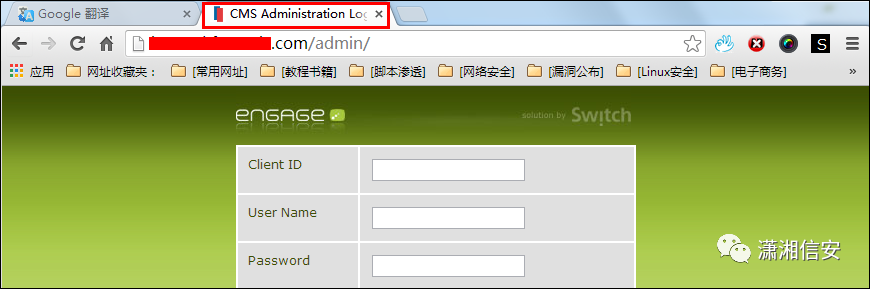 Google 翻译
CMS Administration Log
.com/admin/
应用 网址收藏夹： [常用网址] [教程书籍] [脚本渗透] [网络安全] [漏洞公布] [Linux安全] [电子商务] »
ENGAGE solution by Switch
Client ID
User Name
Password
潇湘信安